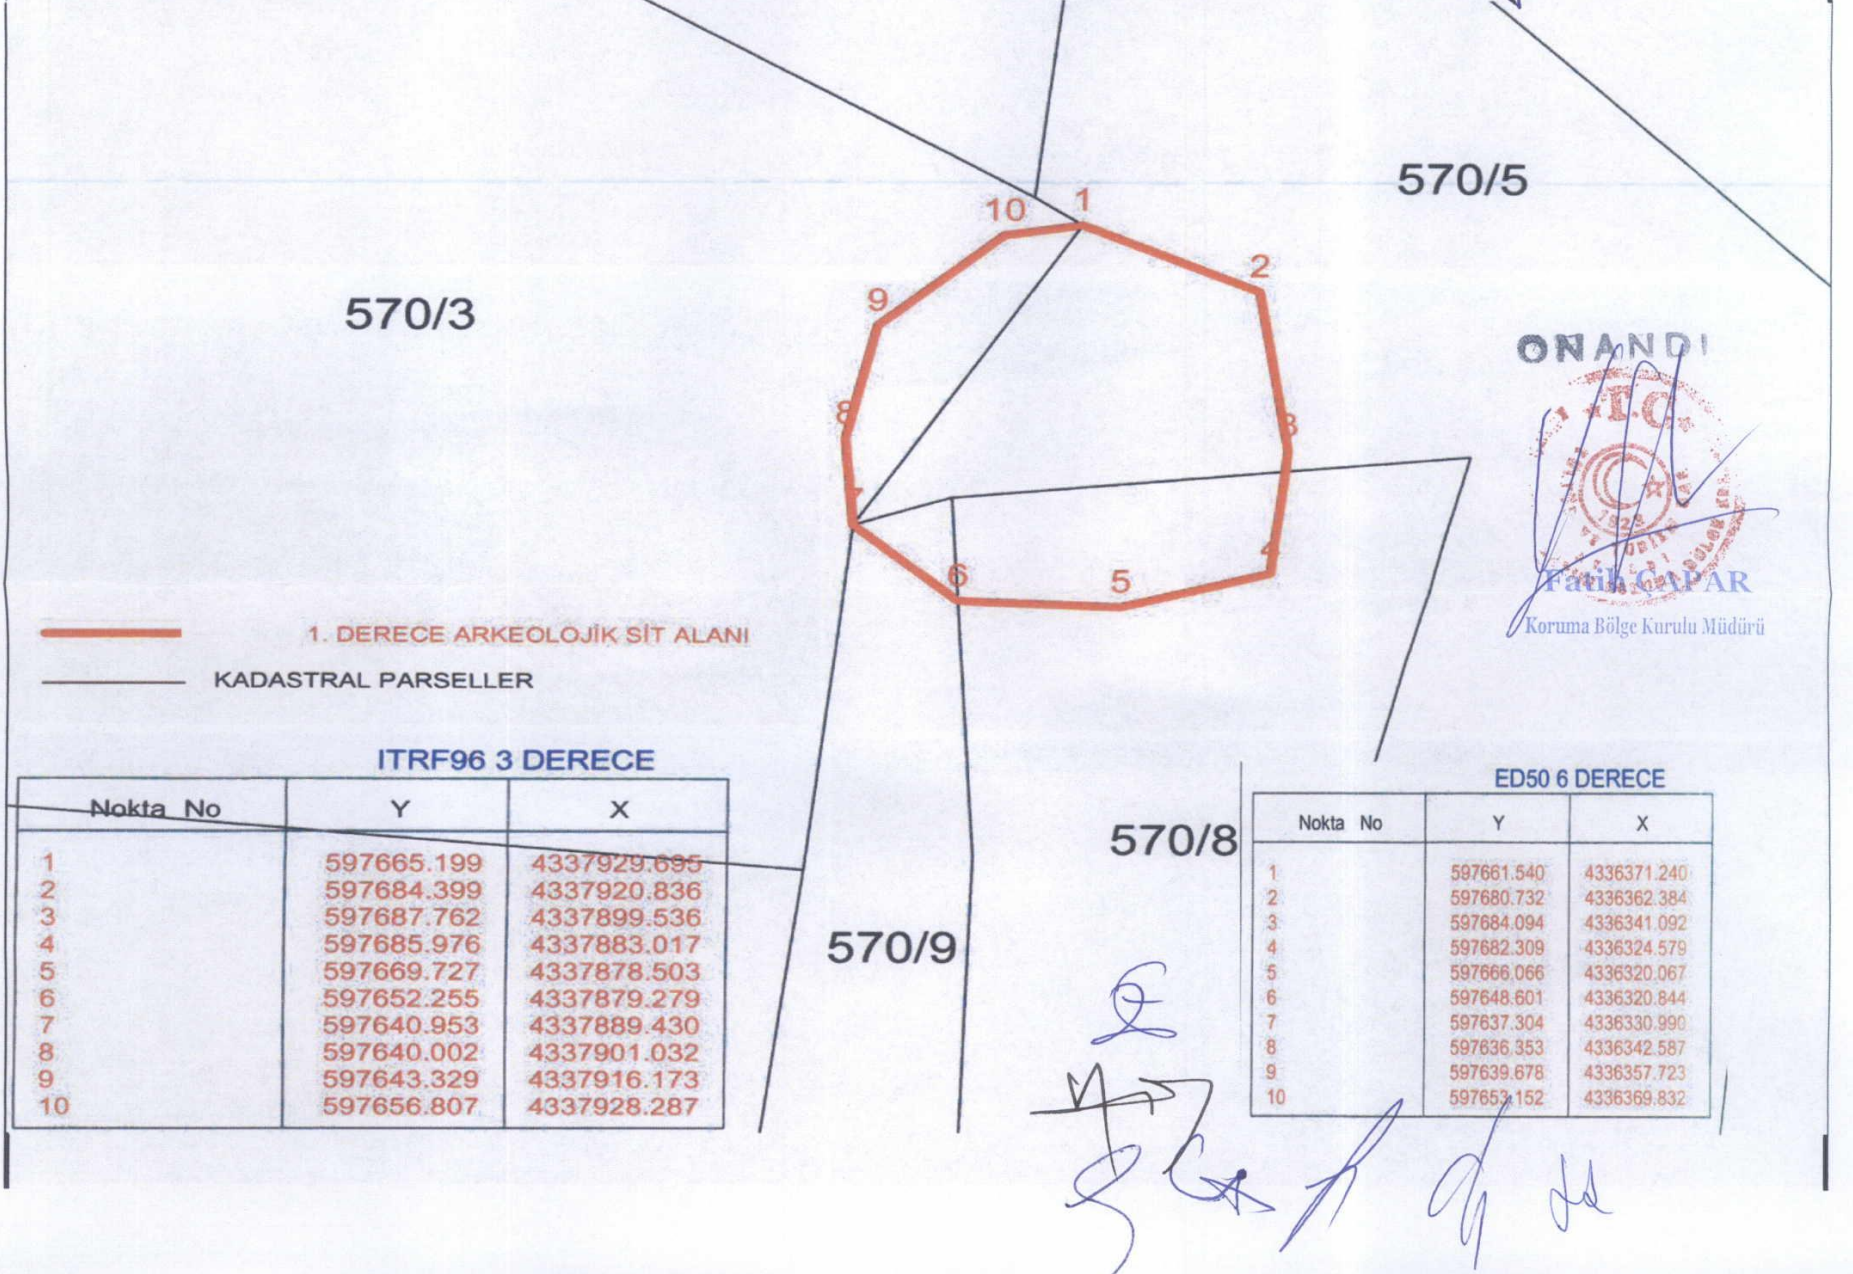 570/5
10
1
2
9
570/3
8
3
7
4
6
5
ONANDI
T.C.
Fatih ÇAPAR
Koruma Bölge Kurulu Müdürü
1. DERECE ARKEOLOJİK SİT ALANI
KADASTRAL PARSELLER
ITRF96 3 DERECE
Nokta No Y X
1 597665.199 4337929.695
2 597684.399 4337920.836
3 597687.762 4337899.536
4 597685.976 4337883.017
5 597669.727 4337878.503
6 597652.255 4337879.279
7 597640.953 4337889.430
8 597640.002 4337901.032
9 597643.329 4337916.173
10 597656.807 4337928.287
570/9
570/8
ED50 6 DERECE
Nokta No Y X
1 597661.540 4336371.240
2 597680.732 4336362.384
3 597684.094 4336341.092
4 597682.309 4336324.579
5 597666.066 4336320.067
6 597648.601 4336320.844
7 597637.304 4336330.990
8 597636.353 4336342.587
9 597639.678 4336357.723
10 597653.152 4336369.832